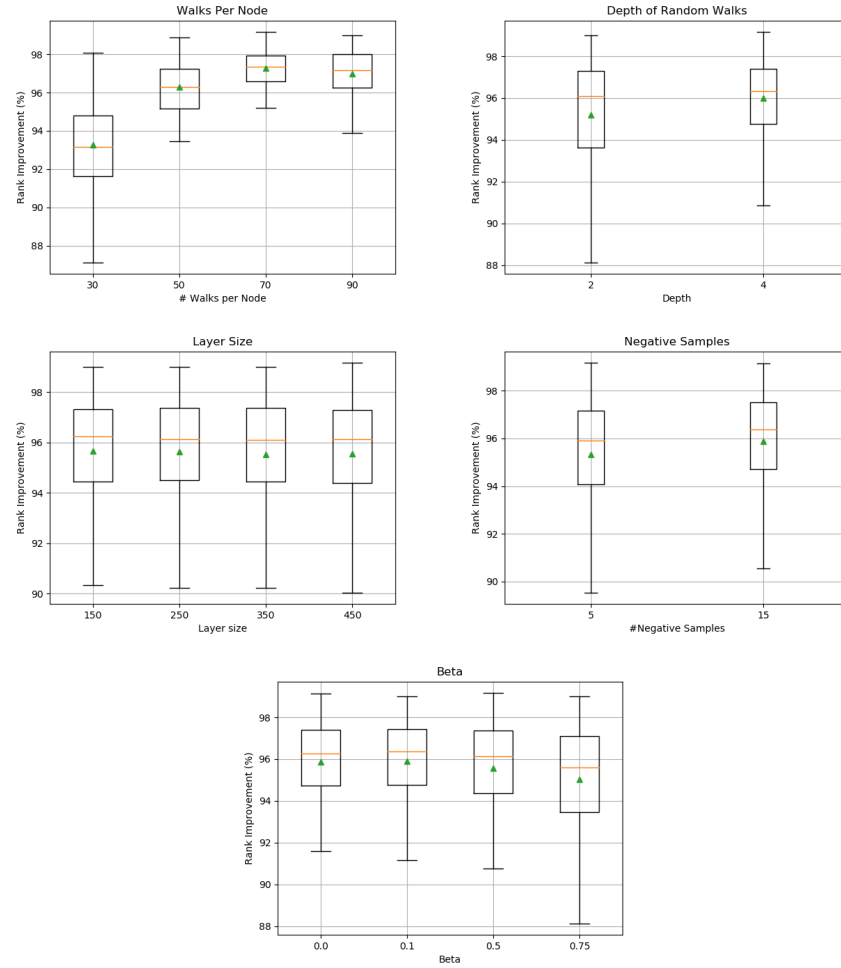 Walks Per Node
Rank Improvement (%)
98
96
94
92
90
88
30 50 70 90
# Walks per Node
Depth of Random Walks
Rank Improvement (%)
98
96
94
92
90
88
2 4
Depth
Layer Size
Rank Improvement (%)
98
96
94
92
90
150 250 350 450
Layer size
Negative Samples
Rank Improvement (%)
98
96
94
92
90
5 15
#Negative Samples
Beta
Rank Improvement (%)
98
96
94
92
90
88
0.0 0.1 0.5 0.75
Beta